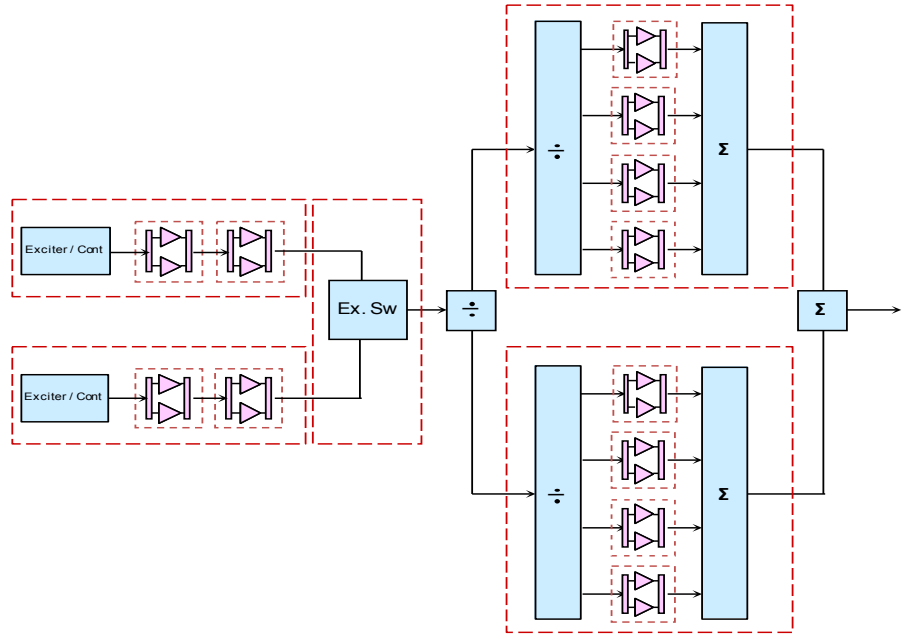 Exciter / Cont
Exciter / Cont
Ex. Sw
÷
÷
Σ
÷
Σ
Σ